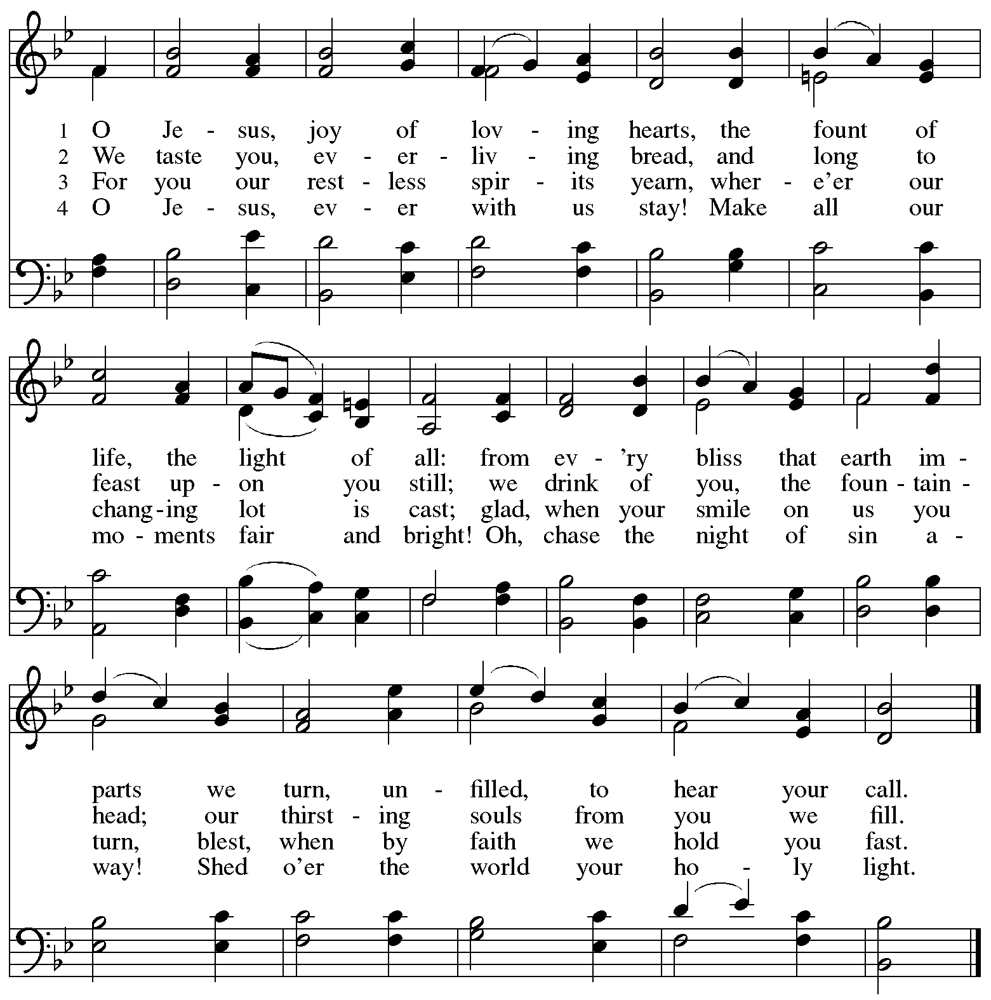 1 O Je - sus, joy of lov - ing hearts, the fount of
2 We taste you, ev - er - liv - ing bread, and long to
3 For you our rest - less spir - its yearn, wher - e'er our
4 O Je - sus, ev - er with us stay! Make all our
life, the light of all: from ev - 'ry bliss that earth im -
feast up - on you still; we drink of you, the foun - tain -
chang - ing lot is cast; glad, when your smile on us you
mo - ments fair and bright! Oh, chase the night of sin a -
parts we turn, un - filled, to hear your call.
head; our thirst - ing souls from you we fill.
turn, blest, when by faith we hold you fast.
way! Shed o'er the world your ho - ly light.